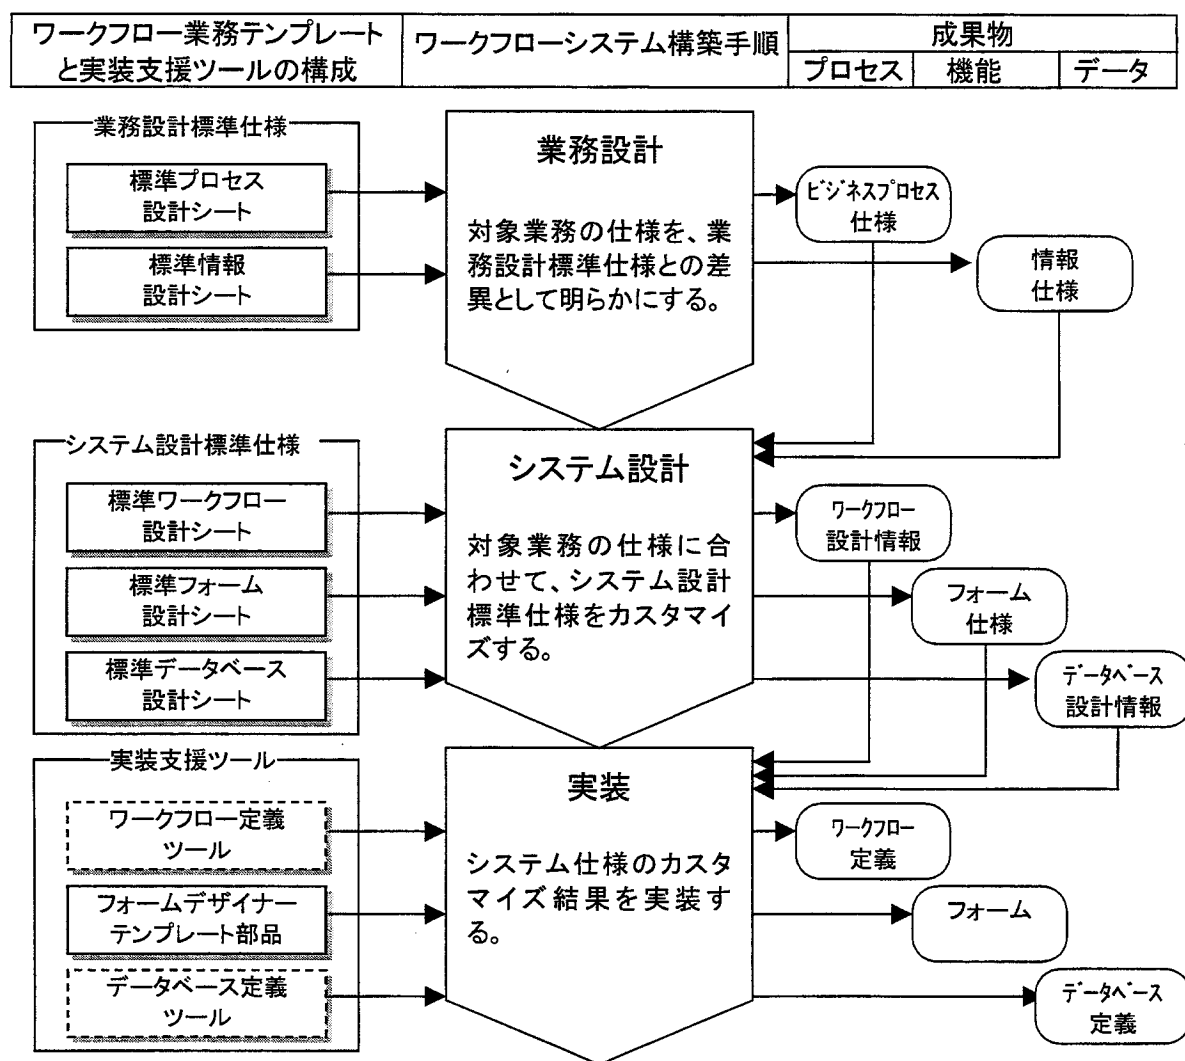 ワークフロー業務テンプレート
と実装支援ツールの構成
ワークフローシステム構築手順
成果物
プロセス
機能
データ
業務設計標準仕様
標準プロセス
設計シート
標準情報
設計シート
業務設計
対象業務の仕様を、業
務設計標準仕様との差
異として明らかにする。
ビジネスプロセス
仕様
情報
仕様
システム設計標準仕様
標準ワークフロー
設計シート
標準フォーム
設計シート
標準データベース
設計シート
システム設計
対象業務の仕様に合
わせて、システム設計
標準仕様をカスタマイ
ズする。
ワークフロー
設計情報
フォーム
仕様
データベース
設計情報
実装支援ツール
ワークフロー定義
ツール
フォームデザイナー
テンプレート部品
データベース定義
ツール
実装
システム仕様のカスタ
マイズ結果を実装す
る。
ワークフロー
定義
フォーム
データベース
定義